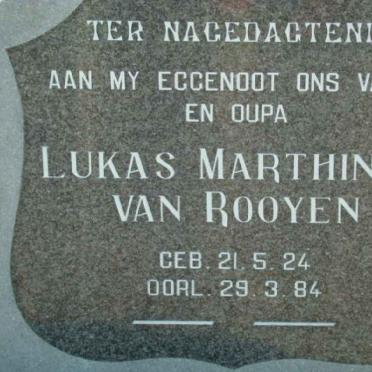 TER NAGEDAGTENI
AAN MY EGGENOOT ONS VA
EN OUPA
LUKAS MARTHIN
VAN ROOYEN
GEB. 21. 5. 24
OORL. 29. 3. 84